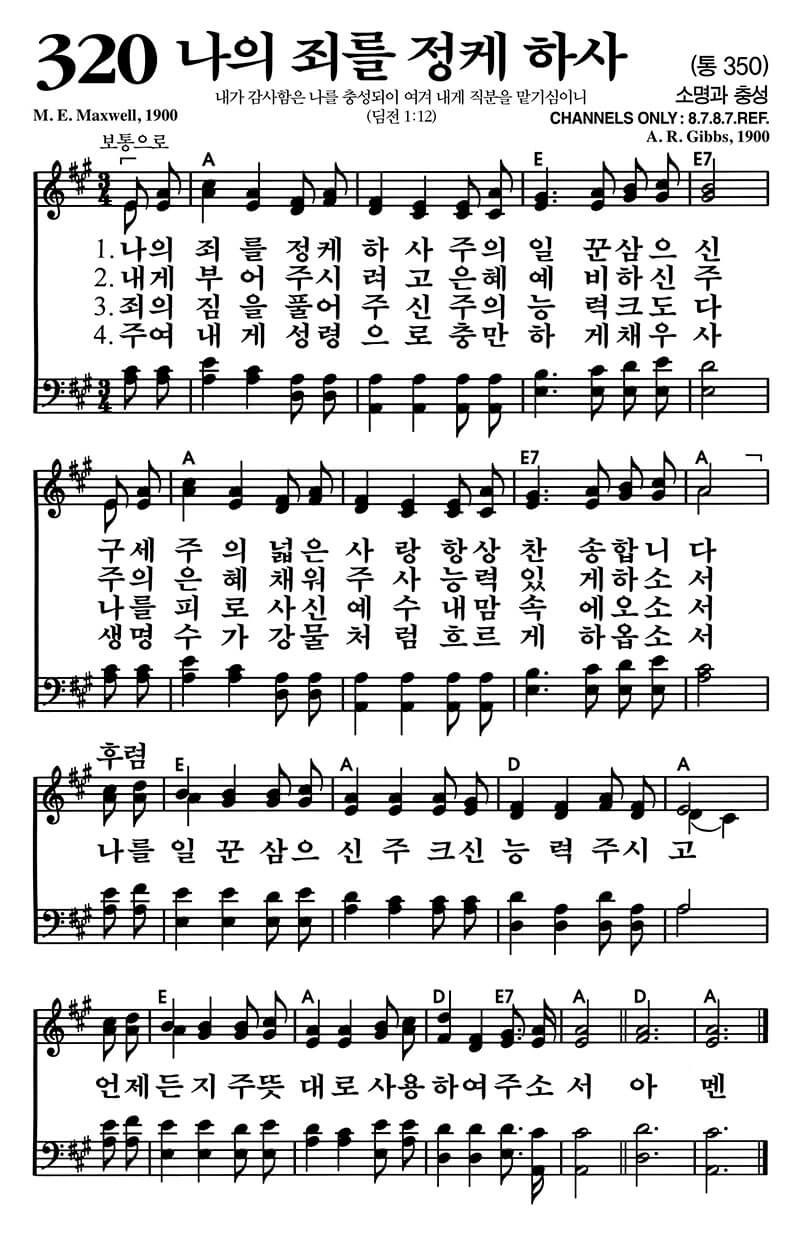 320 나의 죄를 정케 하사 (통 350)
내가 감사함은 나를 충성되이 여겨 내게 직분을 맡기심이니 소명과 충성
M. E. Maxwell, 1900 (딤전 1:12) CHANNELS ONLY : 8.7.8.7.REF.
보통으로 A. R. Gibbs, 1900
A E E7
3 4
1. 나의 죄 를 정케 하 사 주의 일 꾼삼으 신
2. 내게 부 어 주시 려 고 은혜 예 비하신 주
3. 죄의 짐 을 풀어 주 신 주의 능 력크도 다
4. 주여 내 게 성령 으 로 충만 하 게채우 사
3 4
A E7 A
구세 주 의 넓은 사 랑 항상 찬 송합니 다
주의 은 혜 채워 주 사 능력 있 게하소 서
나를 피 로 사신 예 수 내맘 속 에오소 서
생명 수 가 강물 처 럼 흐르 게 하옵소 서
후렴
E A D A
나를 일 꾼 삼으 신 주 크신 능 력 주시 고
E A D E7 A D A
언제 든 지 주뜻 대 로 사용 하 여 주소 서 아 멘